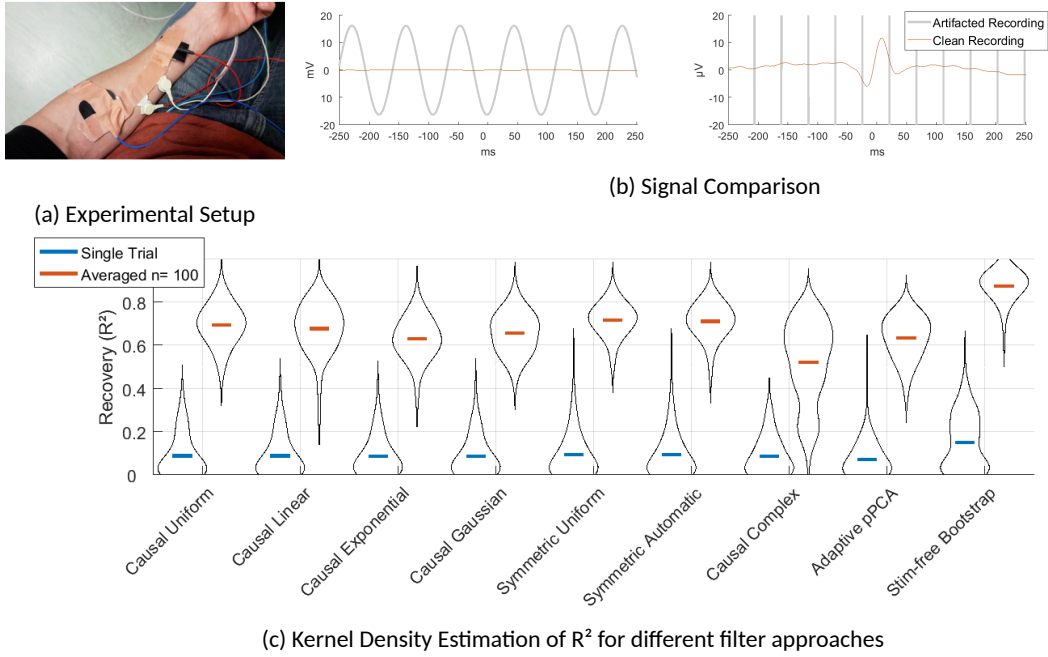 20
10
0
10
20
mV
-250
-200
-150
-100
-50
0
50
100
150
200
250
ms
20
10
0
10
20
µV
-250
-200
-150
-100
-50
0
50
100
150
200
250
ms
Artifacted Recording
Clean Recording
(b) Signal Comparison
(a) Experimental Setup
Single Trial
Averaged n= 100
0.8
0.6
0.4
0.2
0
Recovery (R²)
Causal Uniform
Causal Linear
Causal Exponential
Causal Gaussian
Symmetric Uniform
Symmetric Automatic
Causal Complex
Adaptive pPCA
Stim-free Bootstrap
(c) Kernel Density Estimation of R² for different filter approaches